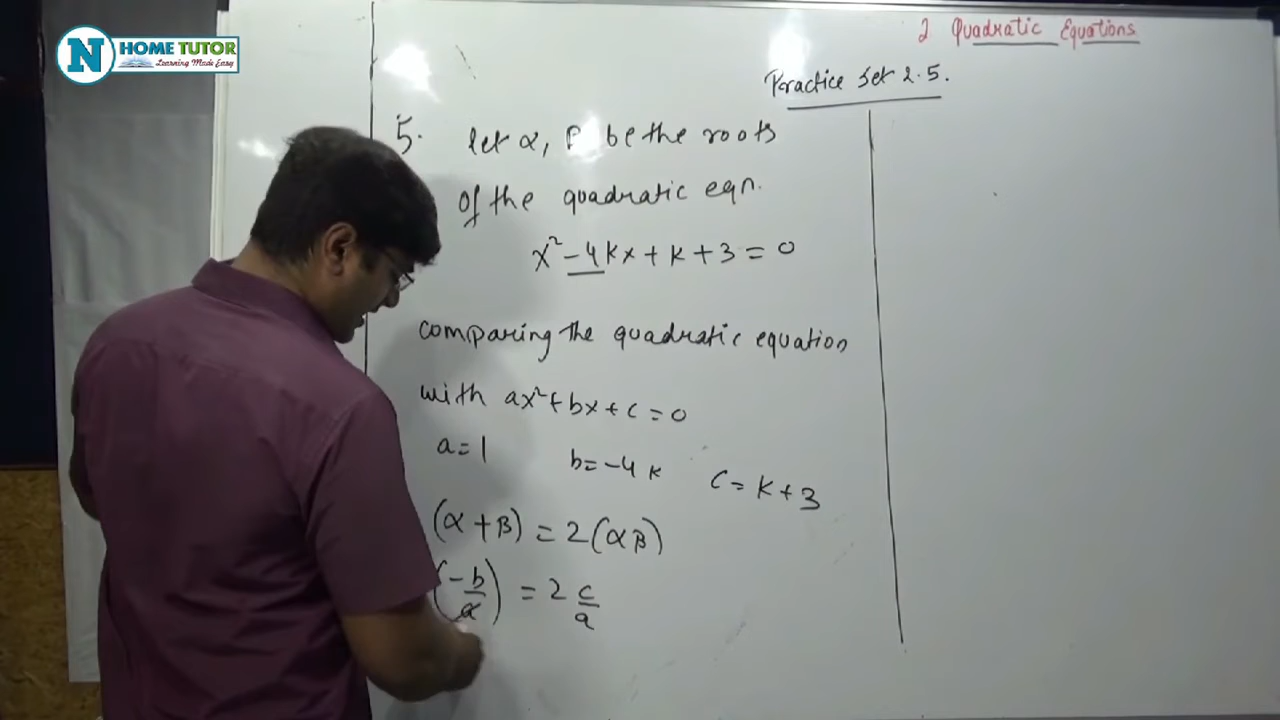 N HOME TUTOR
Learning Made Easy
2 Quadratic Equations
Practice Set 2.5.
5. let α, β be the roots
of the quadratic eqn.
x² - 4kx + k + 3 = 0
comparing the quadratic equation
with ax² + bx + c = 0
a = 1 b = -4k c = k + 3
(α + β) = 2(αβ)
(-b/a) = 2 c/a